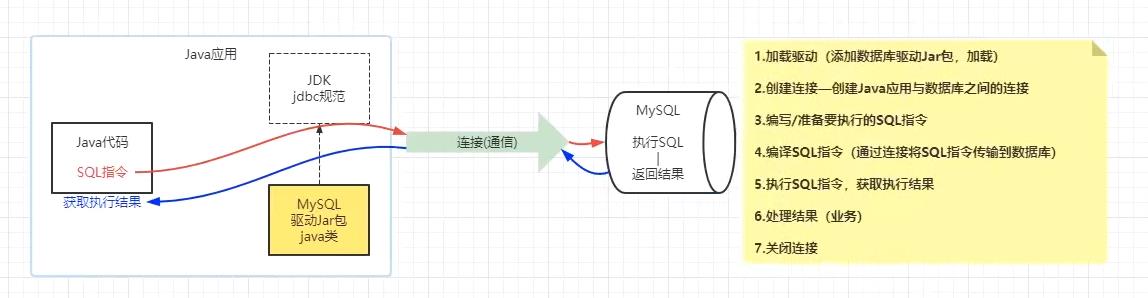 Java应用
JDK
jdbc规范
Java代码
SQL指令
获取执行结果
MySQL
驱动Jar包
java类
连接(通信)
MySQL
执行SQL
返回结果
1.加载驱动（添加数据库驱动Jar包，加载）
2.创建连接—创建Java应用与数据库之间的连接
3.编写/准备要执行的SQL指令
4.编译SQL指令（通过连接将SQL指令传输到数据库）
5.执行SQL指令，获取执行结果
6.处理结果（业务）
7.关闭连接